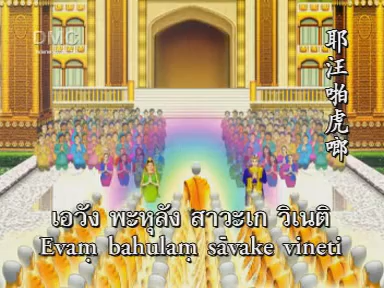 DMC
耶汪啪虎啷
เอวัง พะหุลัง สาวะเก วิเนติ
Evaṃ bahulaṃ sāvake vineti